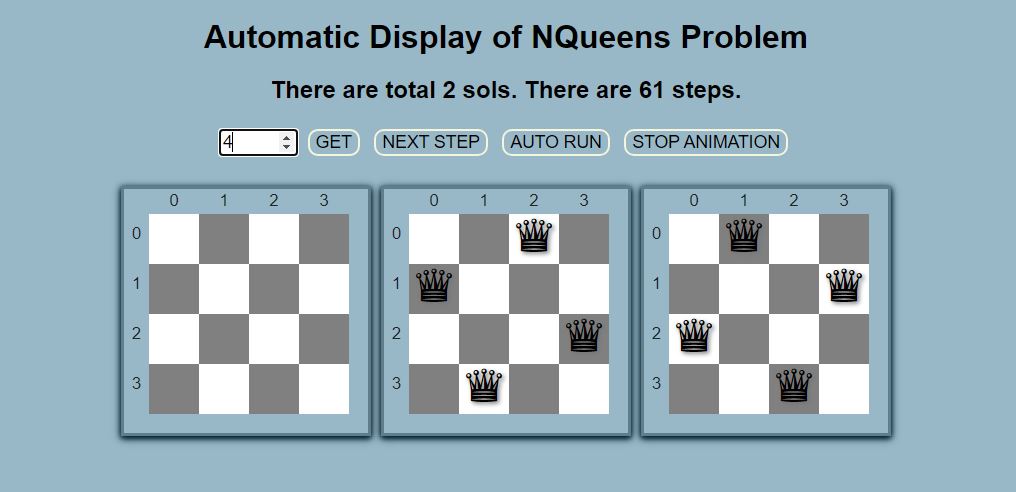 Automatic Display of NQueens Problem
There are total 2 sols. There are 61 steps.
4 GET NEXT STEP AUTO RUN STOP ANIMATION
0 1 2 3 0 1 2 3 0 1 2 3
0 0 0
1 1 1
2 2 2
3 3 3